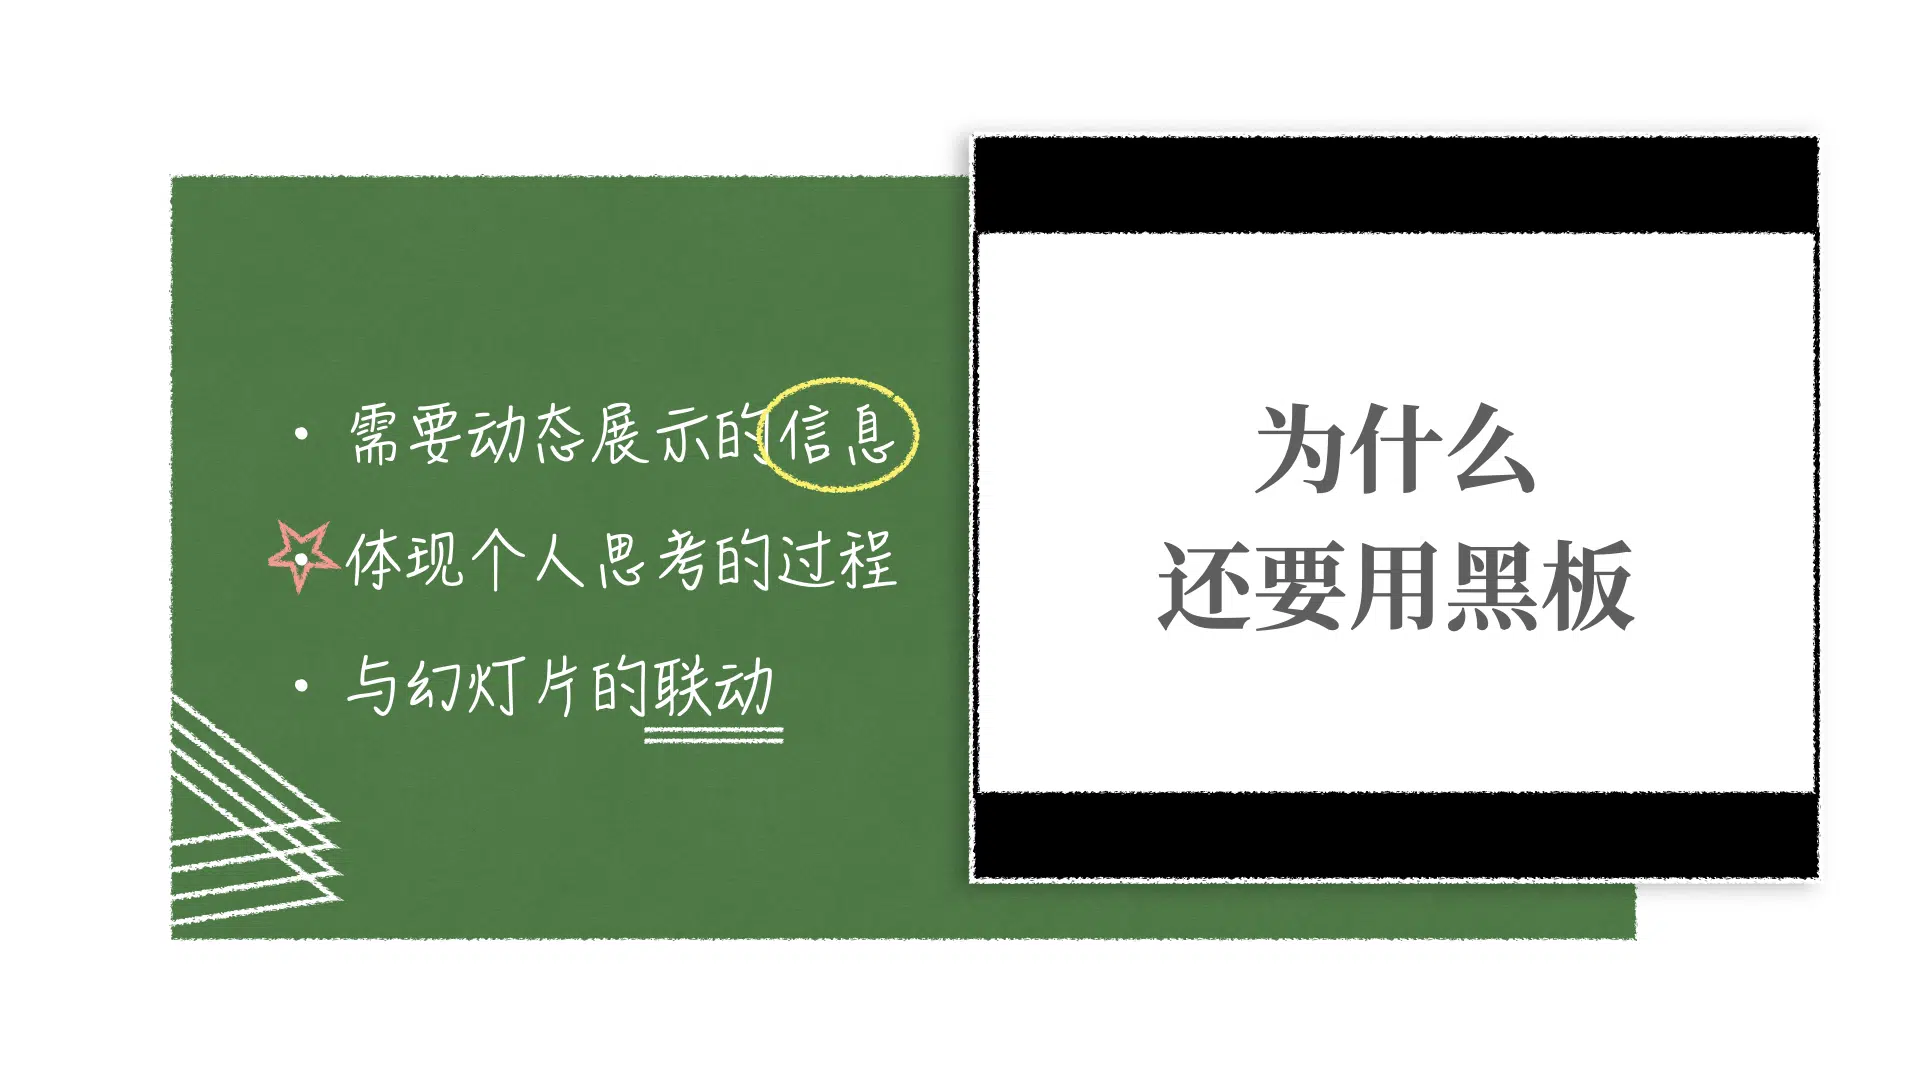 • 需要动态展示的信息
• 体现个人思考的过程
• 与幻灯片的联动
为什么
还要用黑板